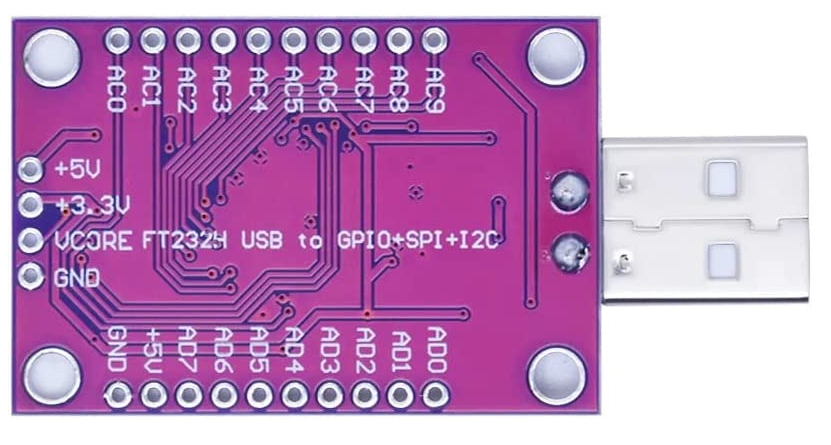 AC0 AC1 AC2 AC3 AC4 AC5 AC6 AC7 AC8 AC9
+5V
+3.3V
VCORE FT232H USB to GPIO+SPI+I2C
GND
GND +5V AD7 AD6 AD5 AD4 AD3 AD2 AD1 AD0